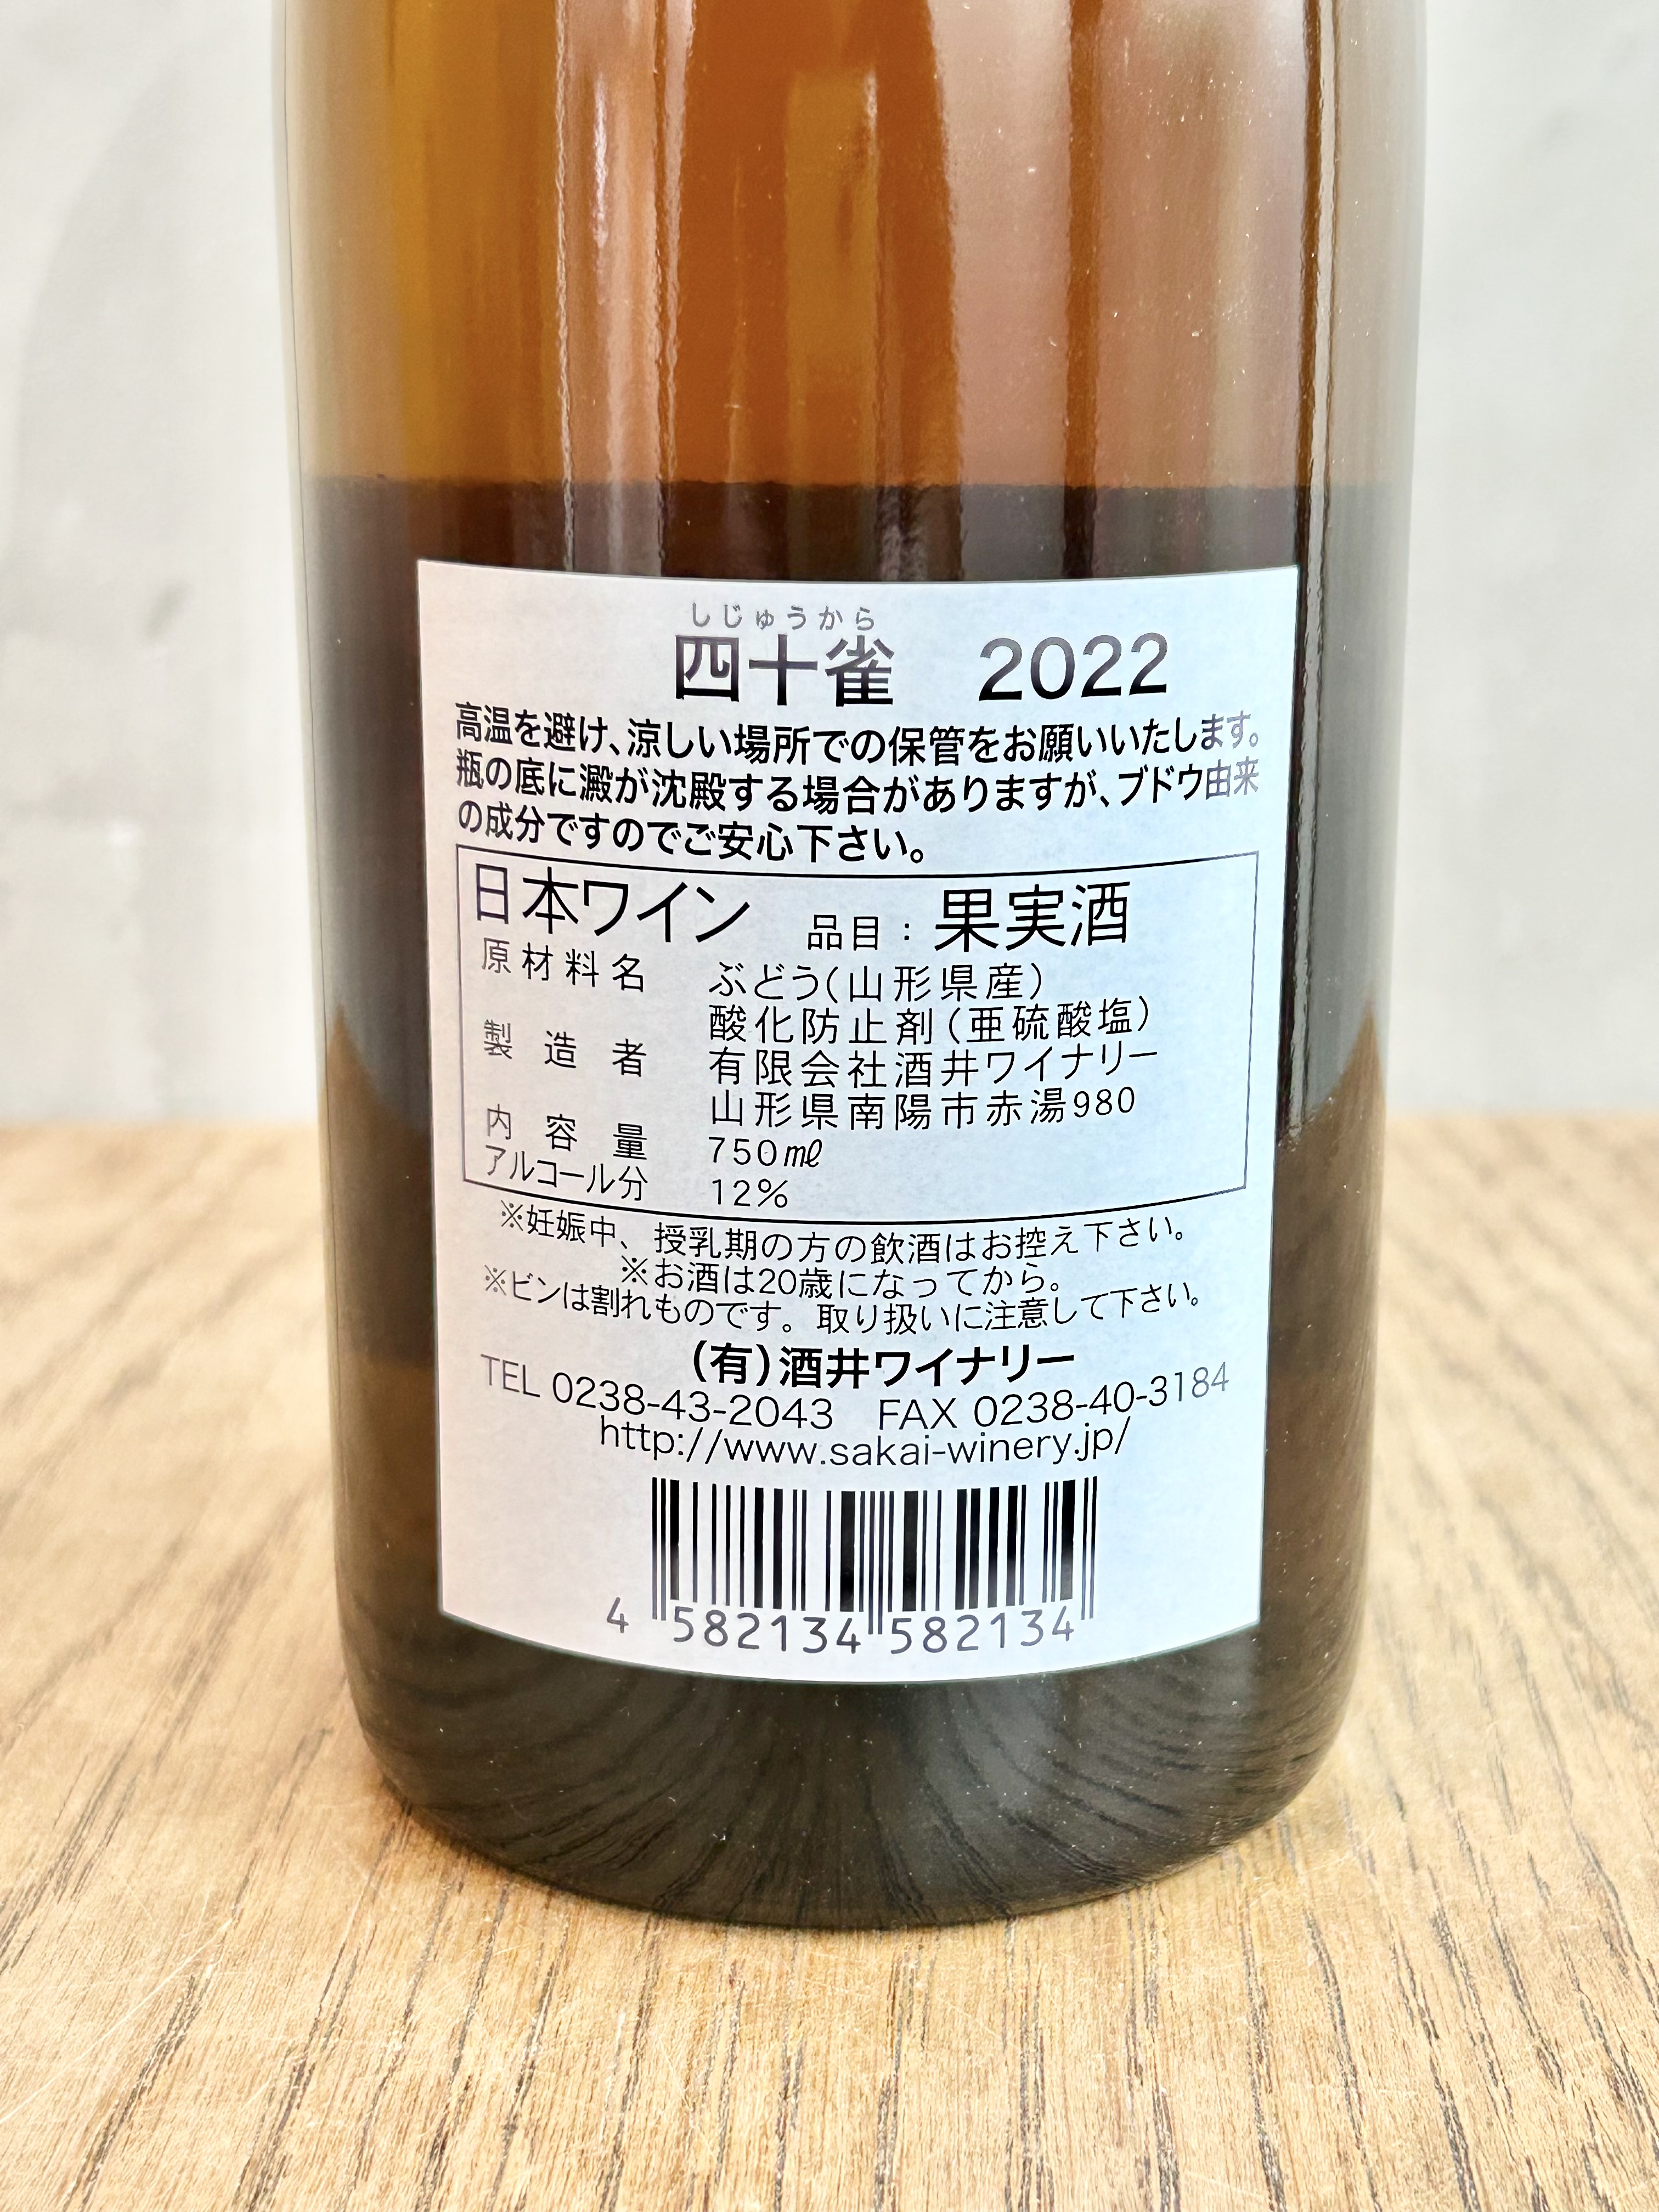 しじゅうから
四十雀 2022
高温を避け、涼しい場所での保管をお願いいたします。
瓶の底に澱が沈殿する場合がありますが、ブドウ由来
の成分ですのでご安心下さい。
日本ワイン 品目：果実酒
原材料名 ぶどう(山形県産)
酸化防止剤(亜硫酸塩)
製造者 有限会社酒井ワイナリー
山形県南陽市赤湯980
内容量 750㎖
アルコール分 12%
※妊娠中、授乳期の方の飲酒はお控え下さい。
※お酒は20歳になってから。
※ビンは割れものです。取り扱いに注意して下さい。
(有)酒井ワイナリー
TEL 0238-43-2043 FAX 0238-40-3184
http://www.sakai-winery.jp/
4 582134 582134